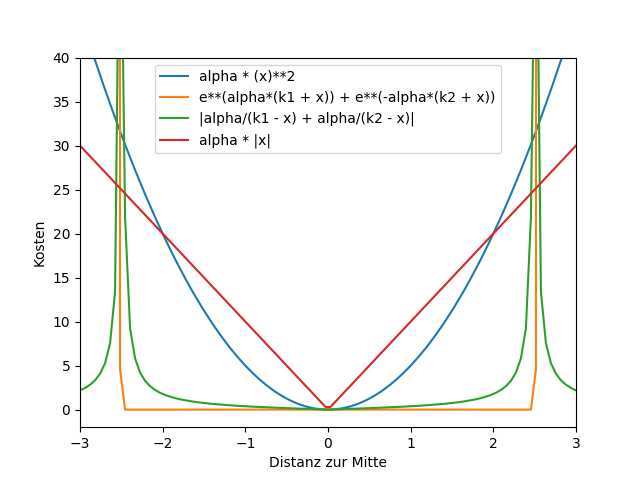 40
35
30
25
20
15
10
5
0
Kosten
alpha * (x)**2
e**(alpha*(k1 + x)) + e**(-alpha*(k2 + x))
|alpha/(k1 - x) + alpha/(k2 - x)|
alpha * |x|
−3 −2 −1 0 1 2 3
Distanz zur Mitte